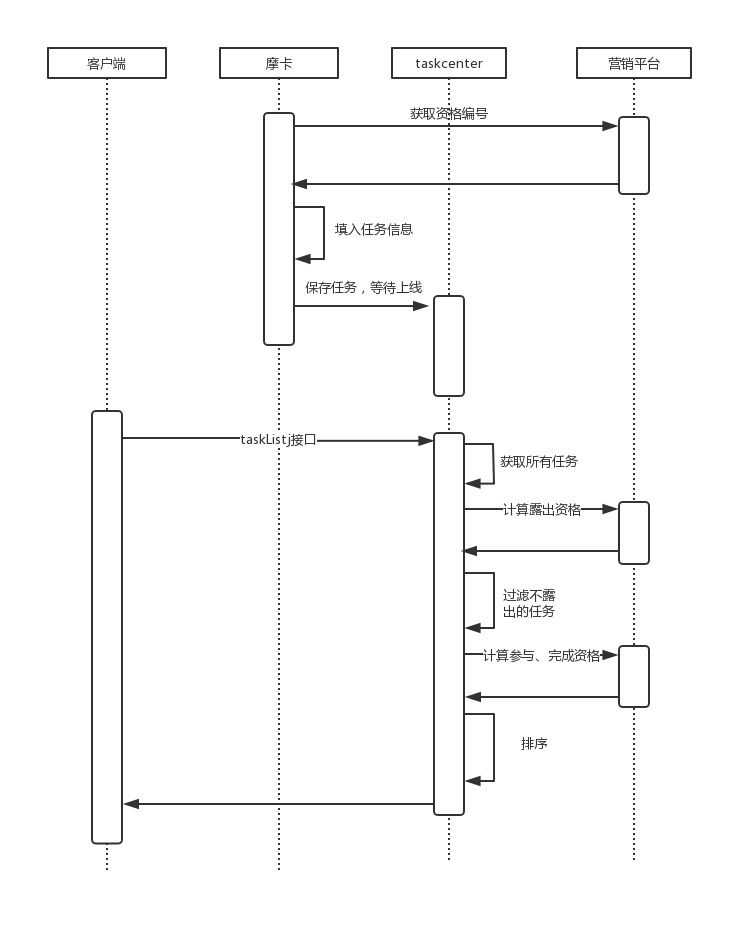 客户端
摩卡
taskcenter
营销平台
获取资格编号
填入任务信息
保存任务，等待上线
taskListj接口
获取所有任务
计算露出资格
过滤不露
出的任务
计算参与、完成资格
排序